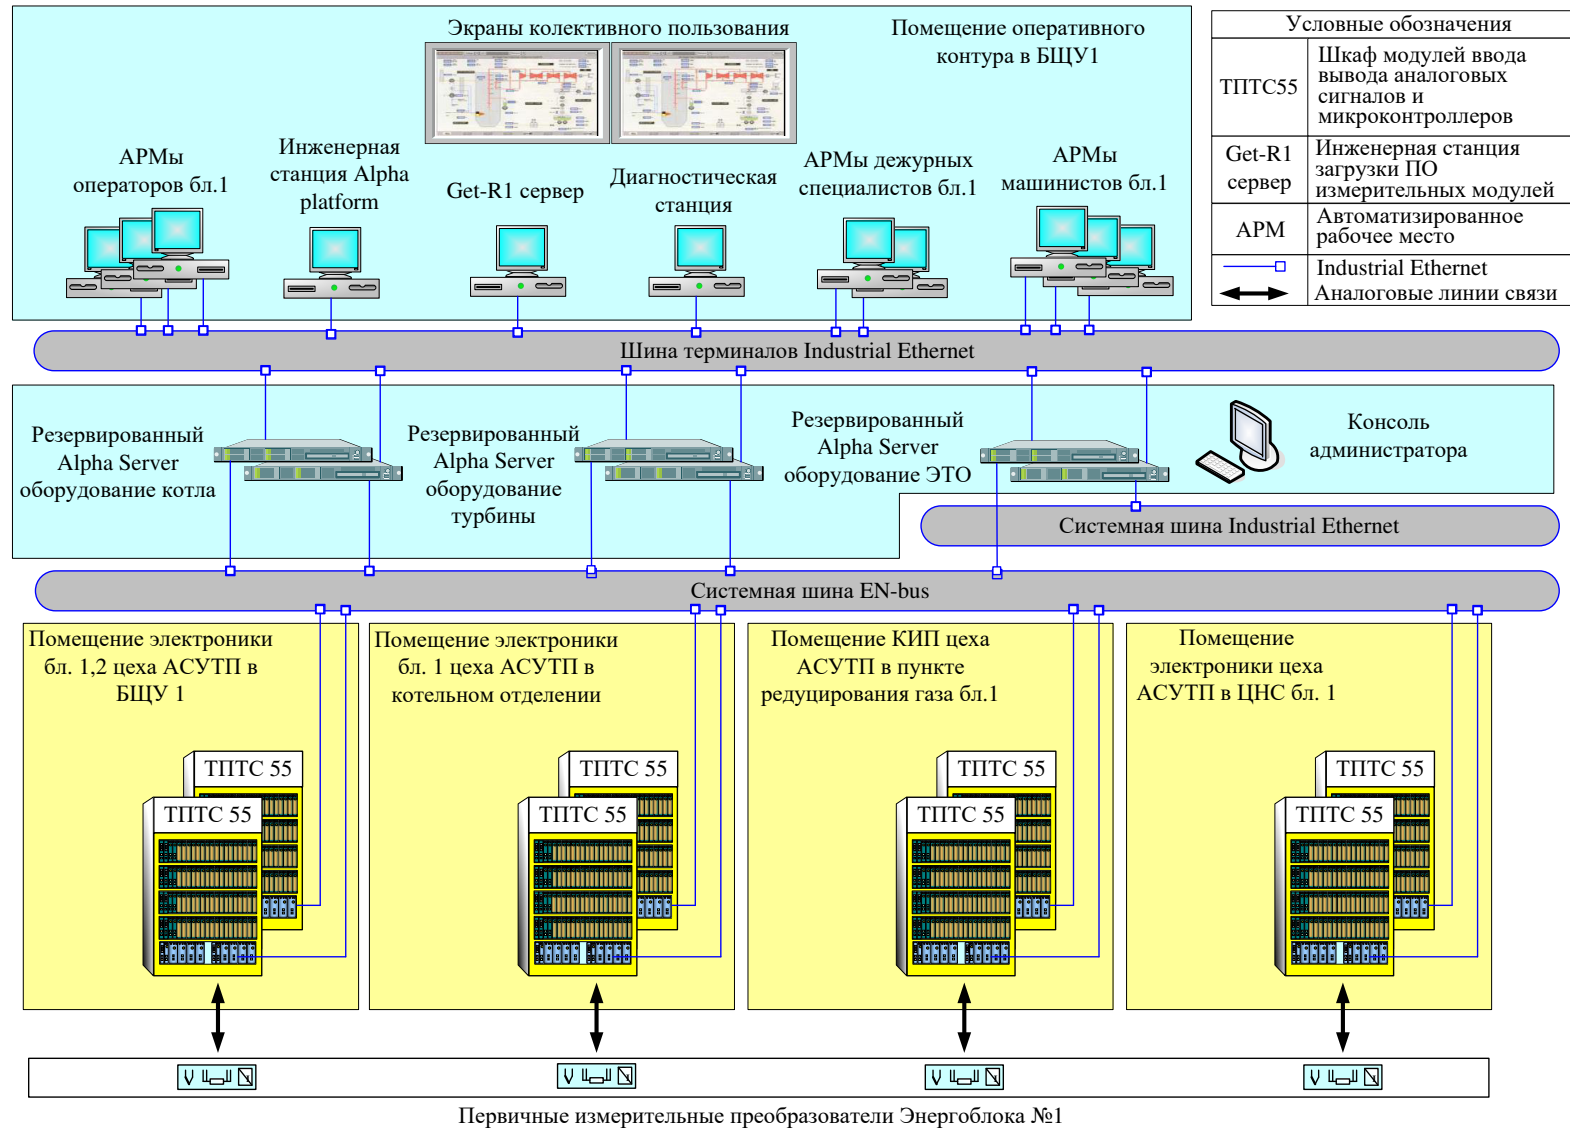 Экраны колективного пользования
Помещение оперативного
контура в БЩУ1
АРМы
операторов бл.1
Инженерная
станция Alpha
platform
Get-R1 сервер
Диагностическая
станция
АРМы дежурных
специалистов бл.1
АРМы
машинистов бл.1
Условные обозначения
ТПТС55
Шкаф модулей ввода
вывода аналоговых
сигналов и
микроконтроллеров
Get-R1
сервер
Инженерная станция
загрузки ПО
измерительных модулей
АРМ
Автоматизированное
рабочее место
Industrial Ethernet
Аналоговые линии связи
Шина терминалов Industrial Ethernet
Резервированный
Alpha Server
оборудование котла
Резервированный
Alpha Server
оборудование
турбины
Резервированный
Alpha Server
оборудование ЭТО
Консоль
администратора
Системная шина Industrial Ethernet
Системная шина EN-bus
Помещение электроники
бл. 1,2 цеха АСУТП в
БЩУ 1
Помещение электроники
бл. 1 цеха АСУТП в
котельном отделении
Помещение КИП цеха
АСУТП в пункте
редуцирования газа бл.1
Помещение
электроники цеха
АСУТП в ЦНС бл. 1
ТПТС 55
ТПТС 55
ТПТС 55
ТПТС 55
ТПТС 55
ТПТС 55
ТПТС 55
ТПТС 55
Первичные измерительные преобразователи Энергоблока №1